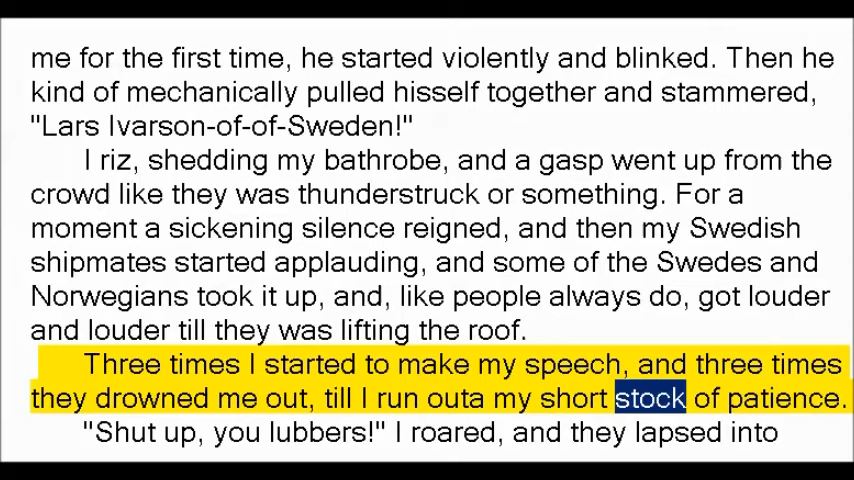 me for the first time, he started violently and blinked. Then he
kind of mechanically pulled hisself together and stammered,
"Lars Ivarson-of-of-Sweden!"
I riz, shedding my bathrobe, and a gasp went up from the
crowd like they was thunderstruck or something. For a
moment a sickening silence reigned, and then my Swedish
shipmates started applauding, and some of the Swedes and
Norwegians took it up, and, like people always do, got louder
and louder till they was lifting the roof.
Three times I started to make my speech, and three times
they drowned me out, till I run outa my short stock of patience.
"Shut up, you lubbers!" I roared, and they lapsed into